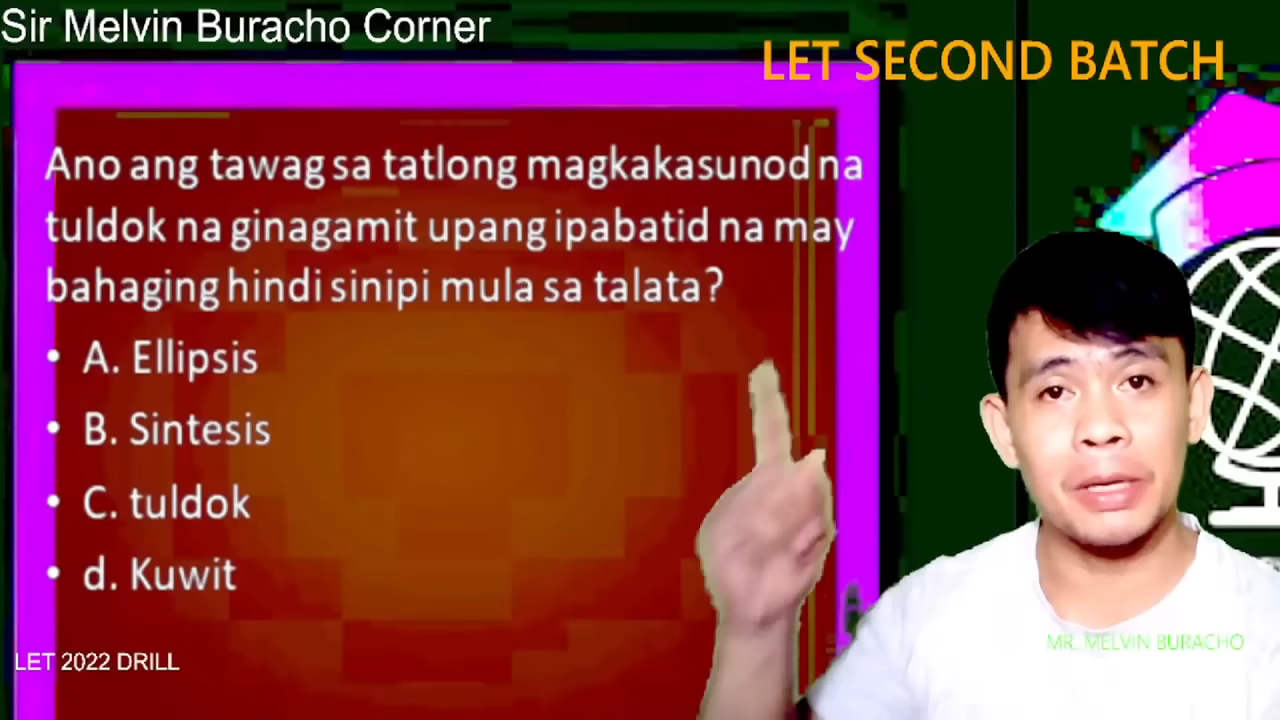 Sir Melvin Buracho Corner
LET SECOND BATCH
Ano ang tawag sa tatlong magkakasunod na
tuldok na ginagamit upang ipabatid na may
bahaging hindi sinipi mula sa talata?
• A. Ellipsis
• B. Sintesis
• C. tuldok
• d. Kuwit
MR. MELVIN BURACHO
LET 2022 DRILL